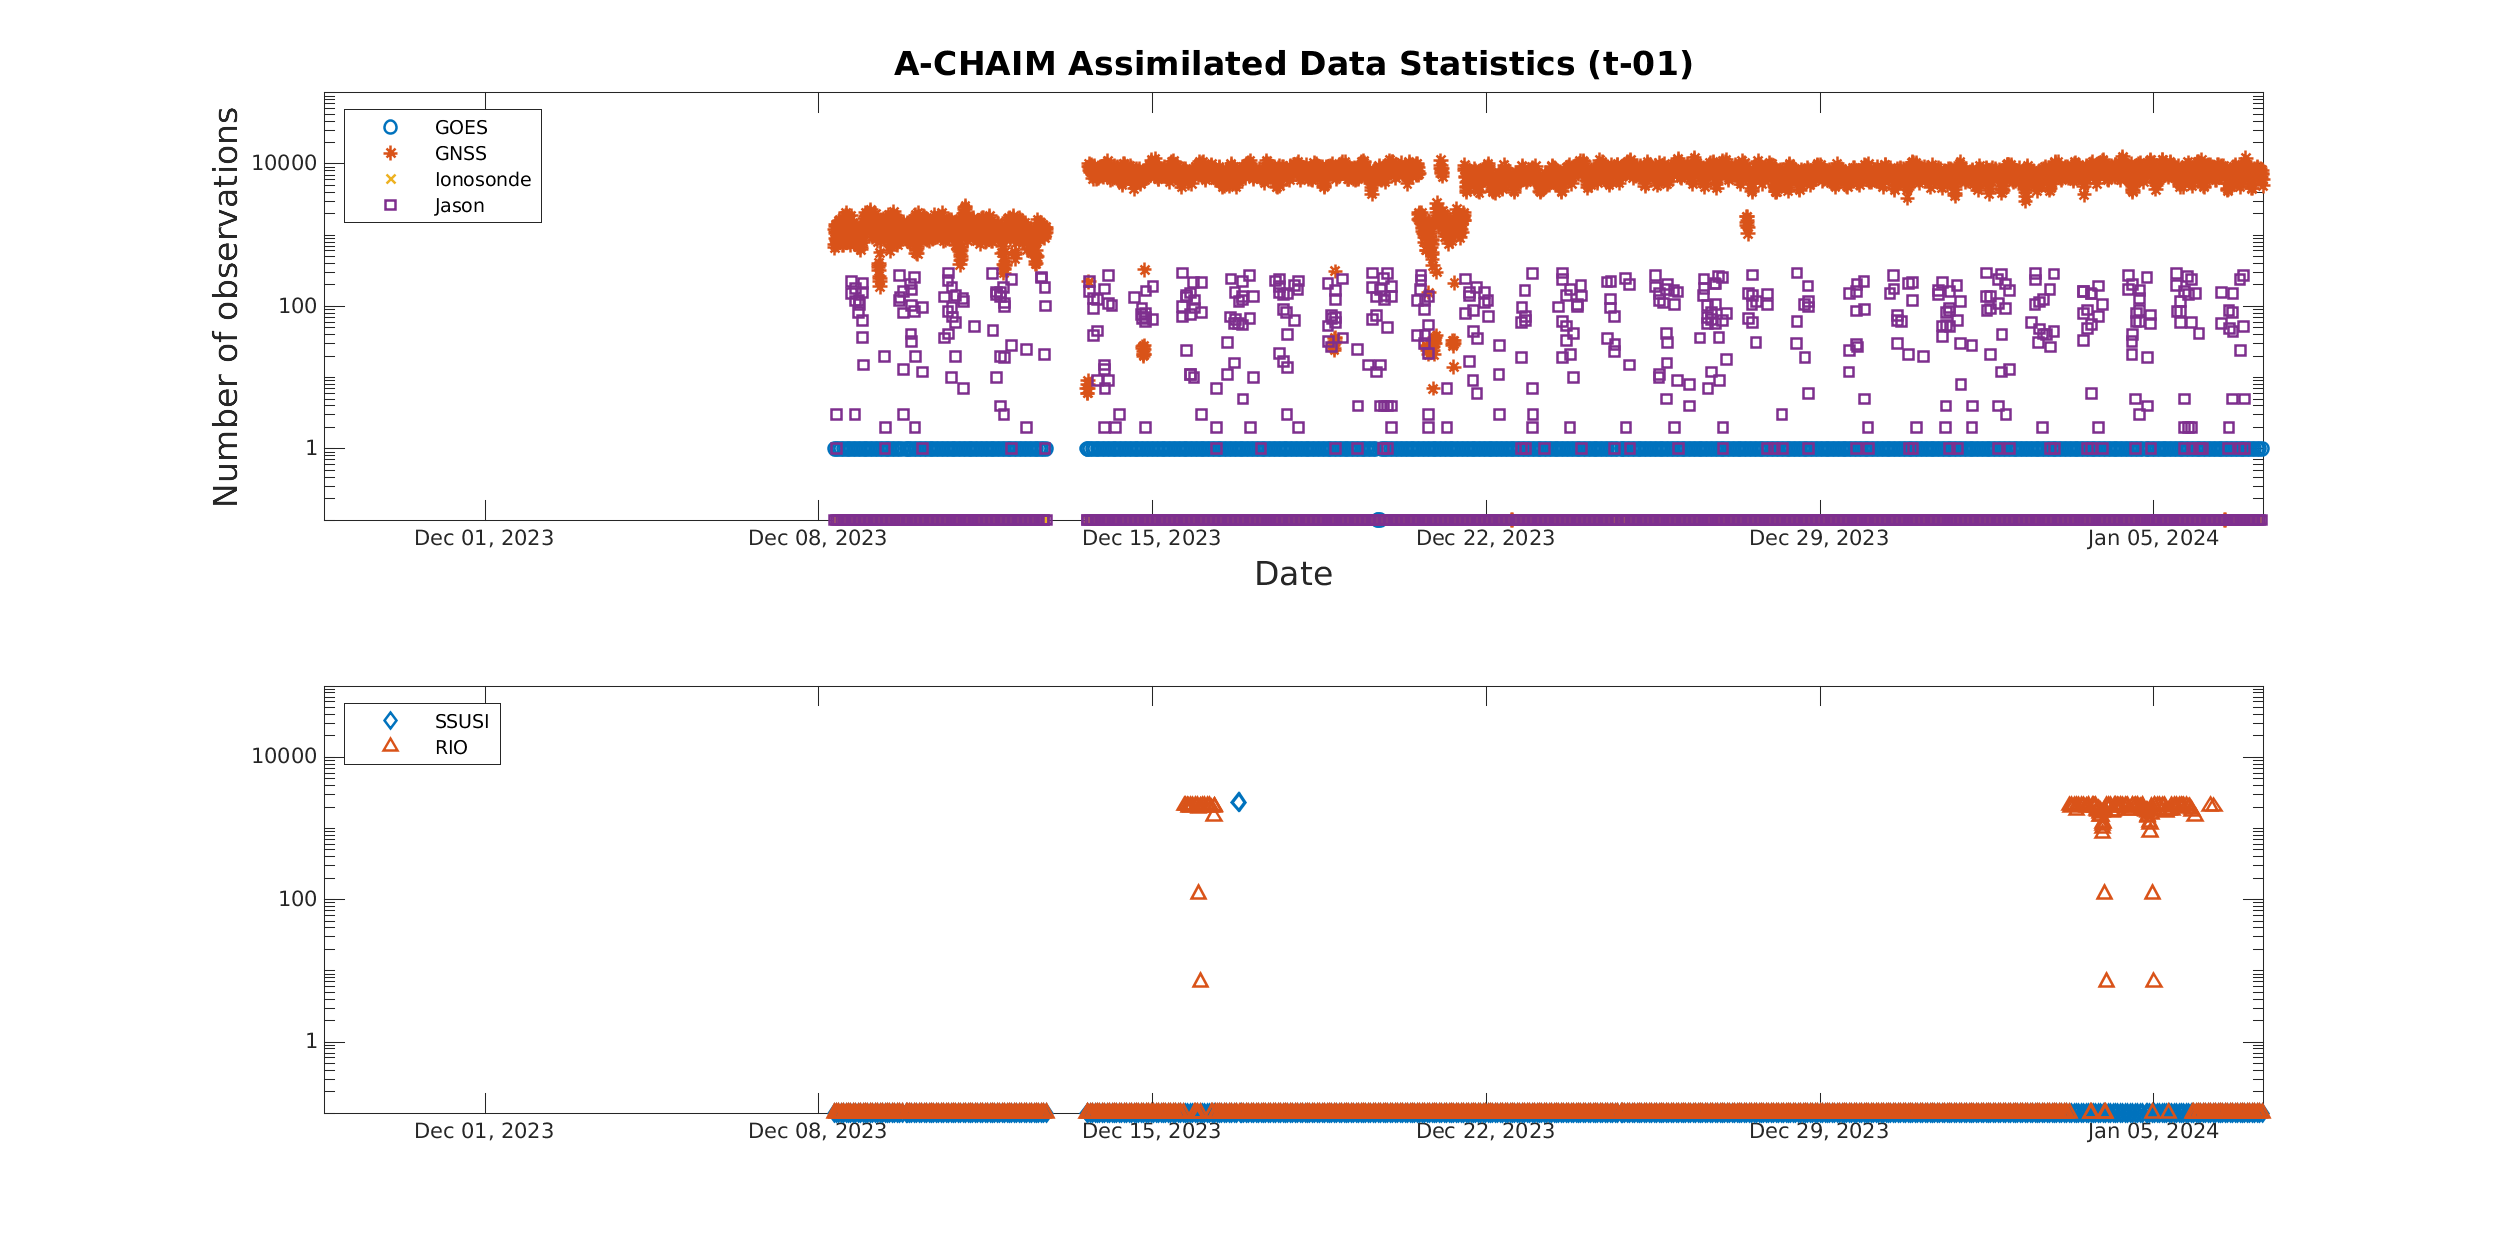 A-CHAIM Assimilated Data Statistics (t-01)
Number of observations
10000
100
1
GOES
GNSS
Ionosonde
Jason
Dec 01, 2023
Dec 08, 2023
Dec 15, 2023
Dec 22, 2023
Dec 29, 2023
Jan 05, 2024
Date
10000
100
1
SSUSI
RIO
Dec 01, 2023
Dec 08, 2023
Dec 15, 2023
Dec 22, 2023
Dec 29, 2023
Jan 05, 2024